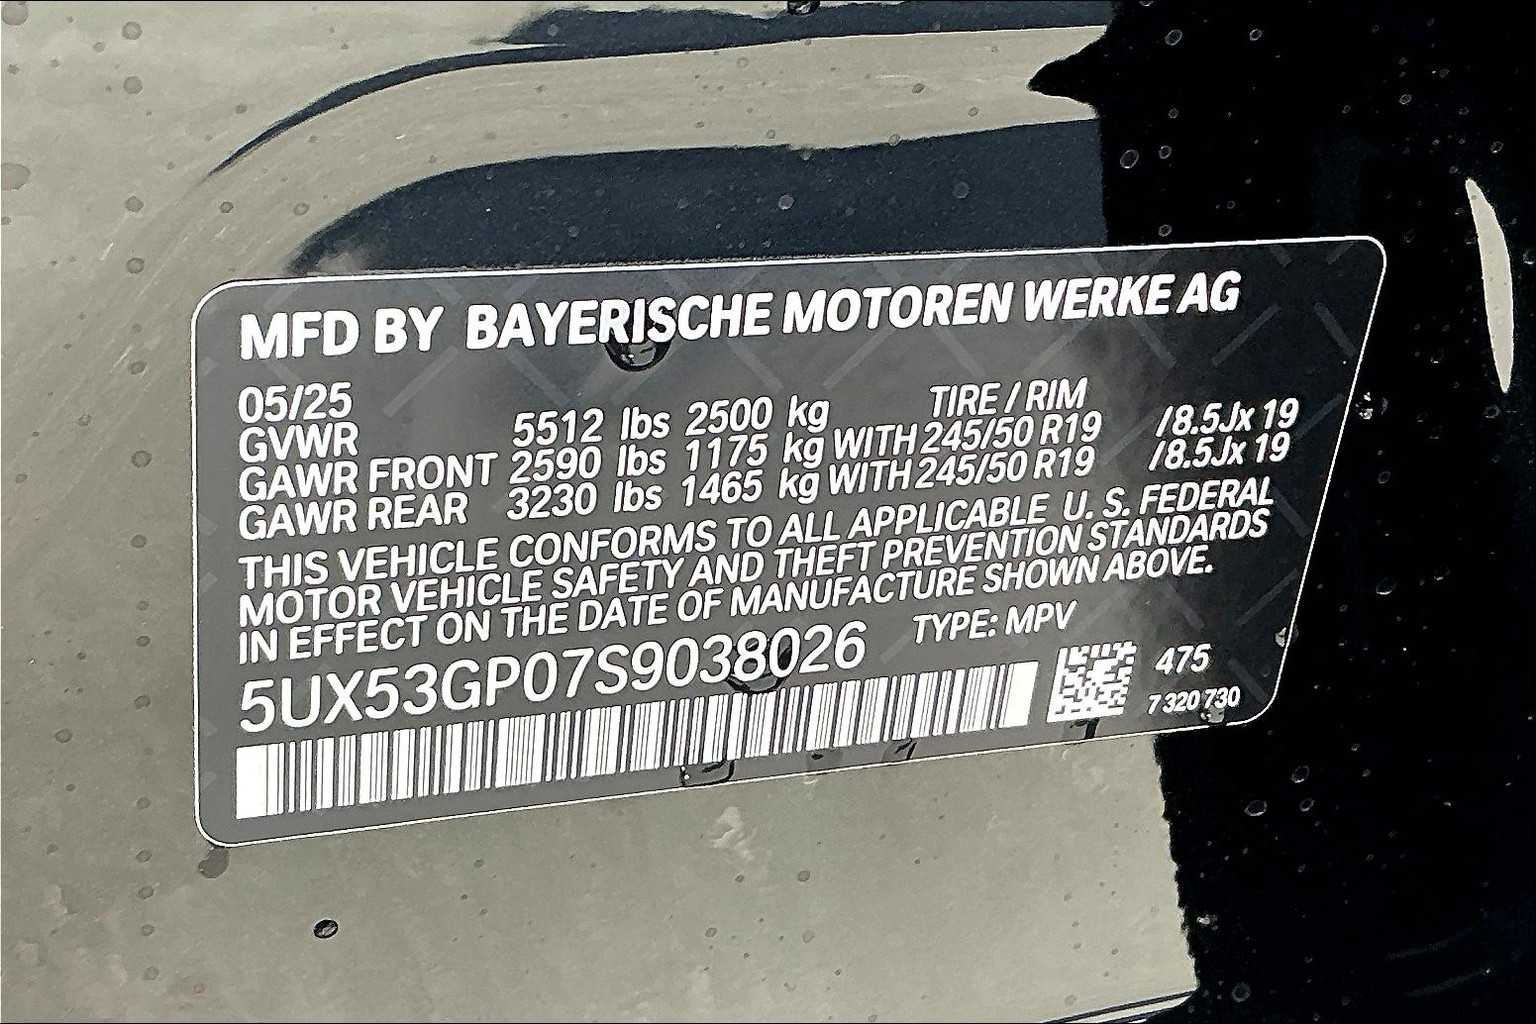 MFD BY BAYERISCHE MOTOREN WERKE AG
05/25
GVWR 5512 lbs 2500 kg TIRE / RIM
GAWR FRONT 2590 lbs 1175 kg WITH 245/50 R19 /8.5Jx 19
GAWR REAR 3230 lbs 1465 kg WITH 245/50 R19 /8.5Jx 19
THIS VEHICLE CONFORMS TO ALL APPLICABLE U. S. FEDERAL
MOTOR VEHICLE SAFETY AND THEFT PREVENTION STANDARDS
IN EFFECT ON THE DATE OF MANUFACTURE SHOWN ABOVE.
5UX53GP07S9038026 TYPE: MPV
475
7 320 730